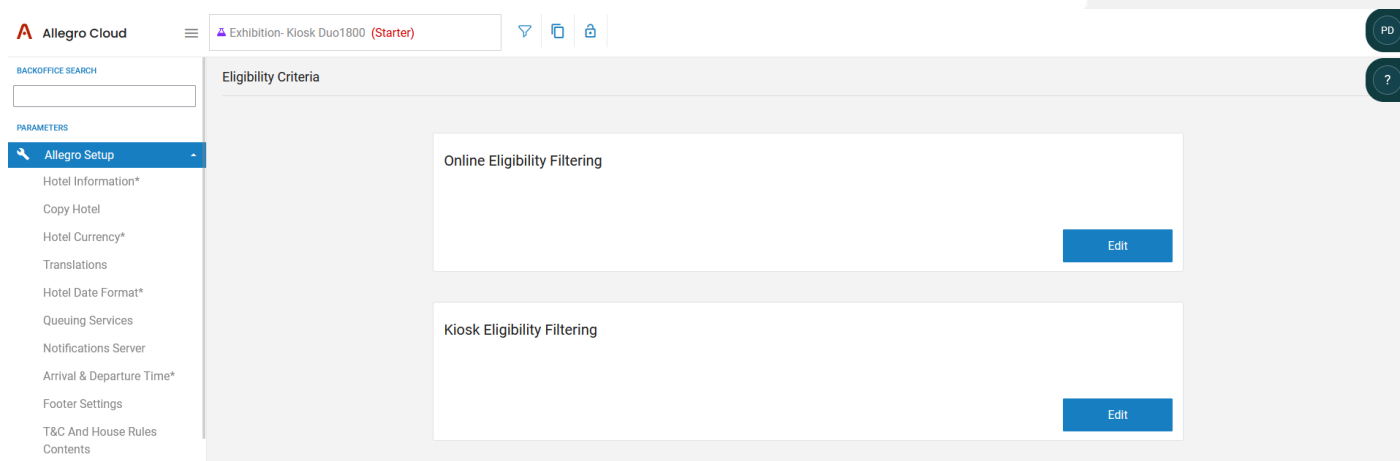 Allegro Cloud
Exhibition- Kiosk Duo1800 (Starter)
PD
BACKOFFICE SEARCH
Eligibility Criteria
?
PARAMETERS
Allegro Setup
Hotel Information*
Copy Hotel
Hotel Currency*
Translations
Hotel Date Format*
Queuing Services
Notifications Server
Arrival & Departure Time*
Footer Settings
T&C And House Rules
Contents
Online Eligibility Filtering
Edit
Kiosk Eligibility Filtering
Edit